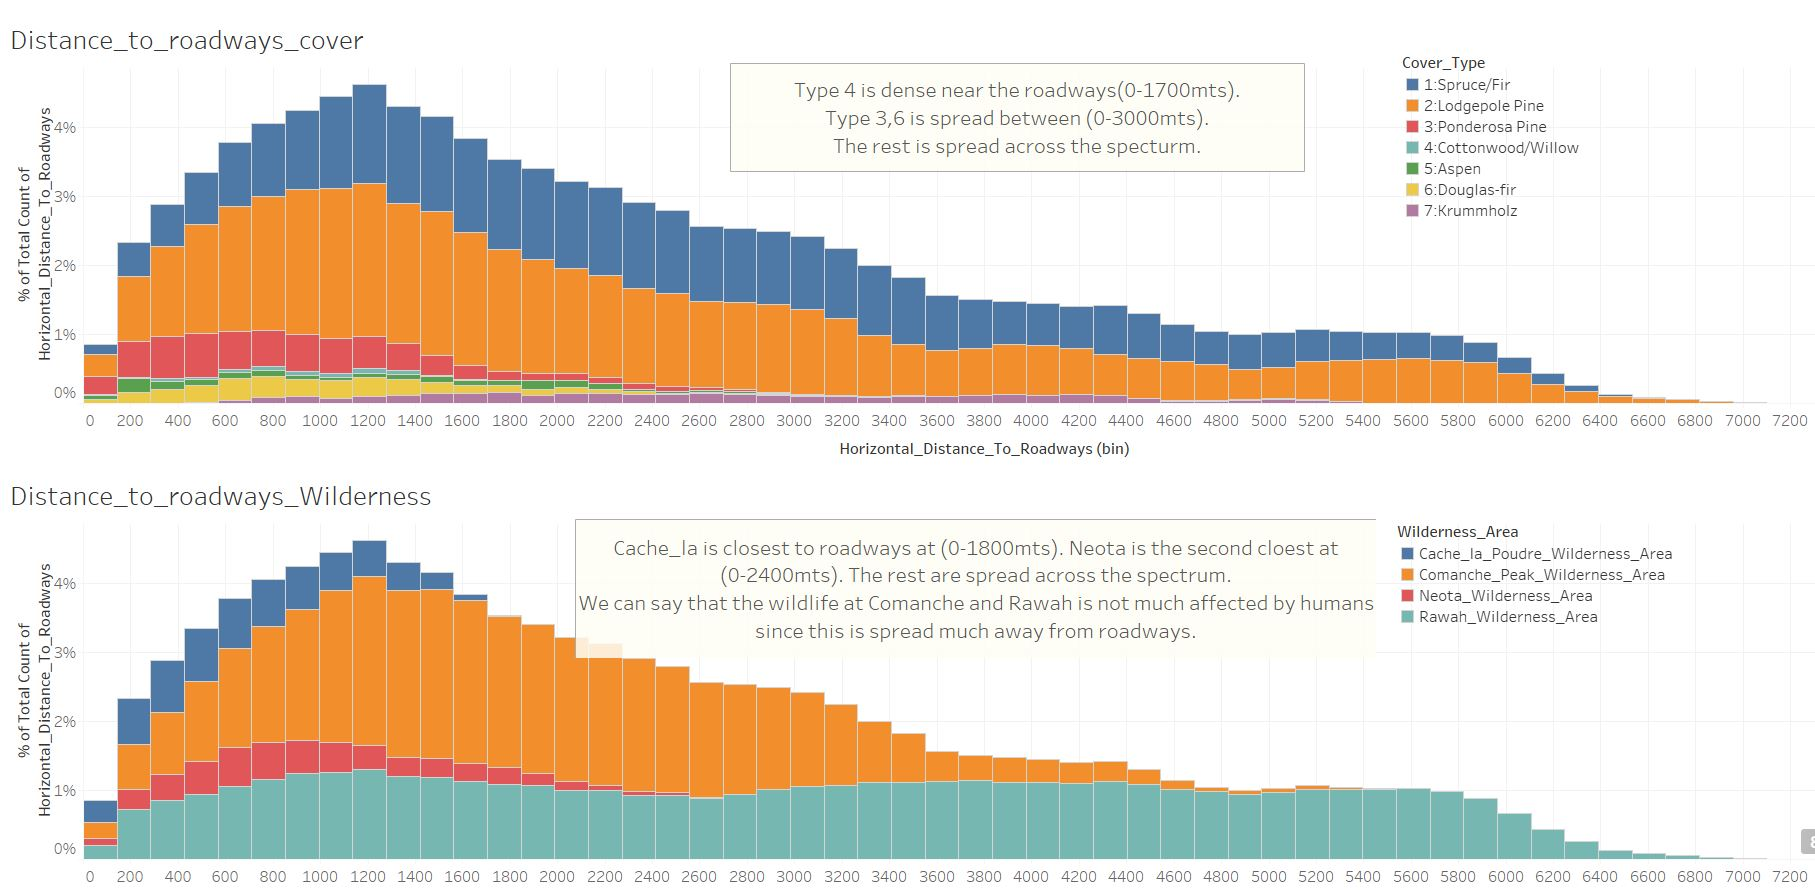 Distance_to_roadways_cover
Type 4 is dense near the roadways(0-1700mts).
Type 3,6 is spread between (0-3000mts).
The rest is spread across the specturm.
Cover_Type
1:Spruce/Fir
2:Lodgepole Pine
3:Ponderosa Pine
4:Cottonwood/Willow
5:Aspen
6:Douglas-fir
7:Krummholz
% of Total Count of
Horizontal_Distance_To_Roadways
4%
3%
2%
1%
0%
0 200 400 600 800 1000 1200 1400 1600 1800 2000 2200 2400 2600 2800 3000 3200 3400 3600 3800 4000 4200 4400 4600 4800 5000 5200 5400 5600 5800 6000 6200 6400 6600 6800 7000 7200
Horizontal_Distance_To_Roadways (bin)
Distance_to_roadways_Wilderness
Cache_la is closest to roadways at (0-1800mts). Neota is the second cloest at
(0-2400mts). The rest are spread across the spectrum.
We can say that the wildlife at Comanche and Rawah is not much affected by humans
since this is spread much away from roadways.
Wilderness_Area
Cache_la_Poudre_Wilderness_Area
Comanche_Peak_Wilderness_Area
Neota_Wilderness_Area
Rawah_Wilderness_Area
% of Total Count of
Horizontal_Distance_To_Roadways
4%
3%
2%
1%
0%
0 200 400 600 800 1000 1200 1400 1600 1800 2000 2200 2400 2600 2800 3000 3200 3400 3600 3800 4000 4200 4400 4600 4800 5000 5200 5400 5600 5800 6000 6200 6400 6600 6800 7000 7200